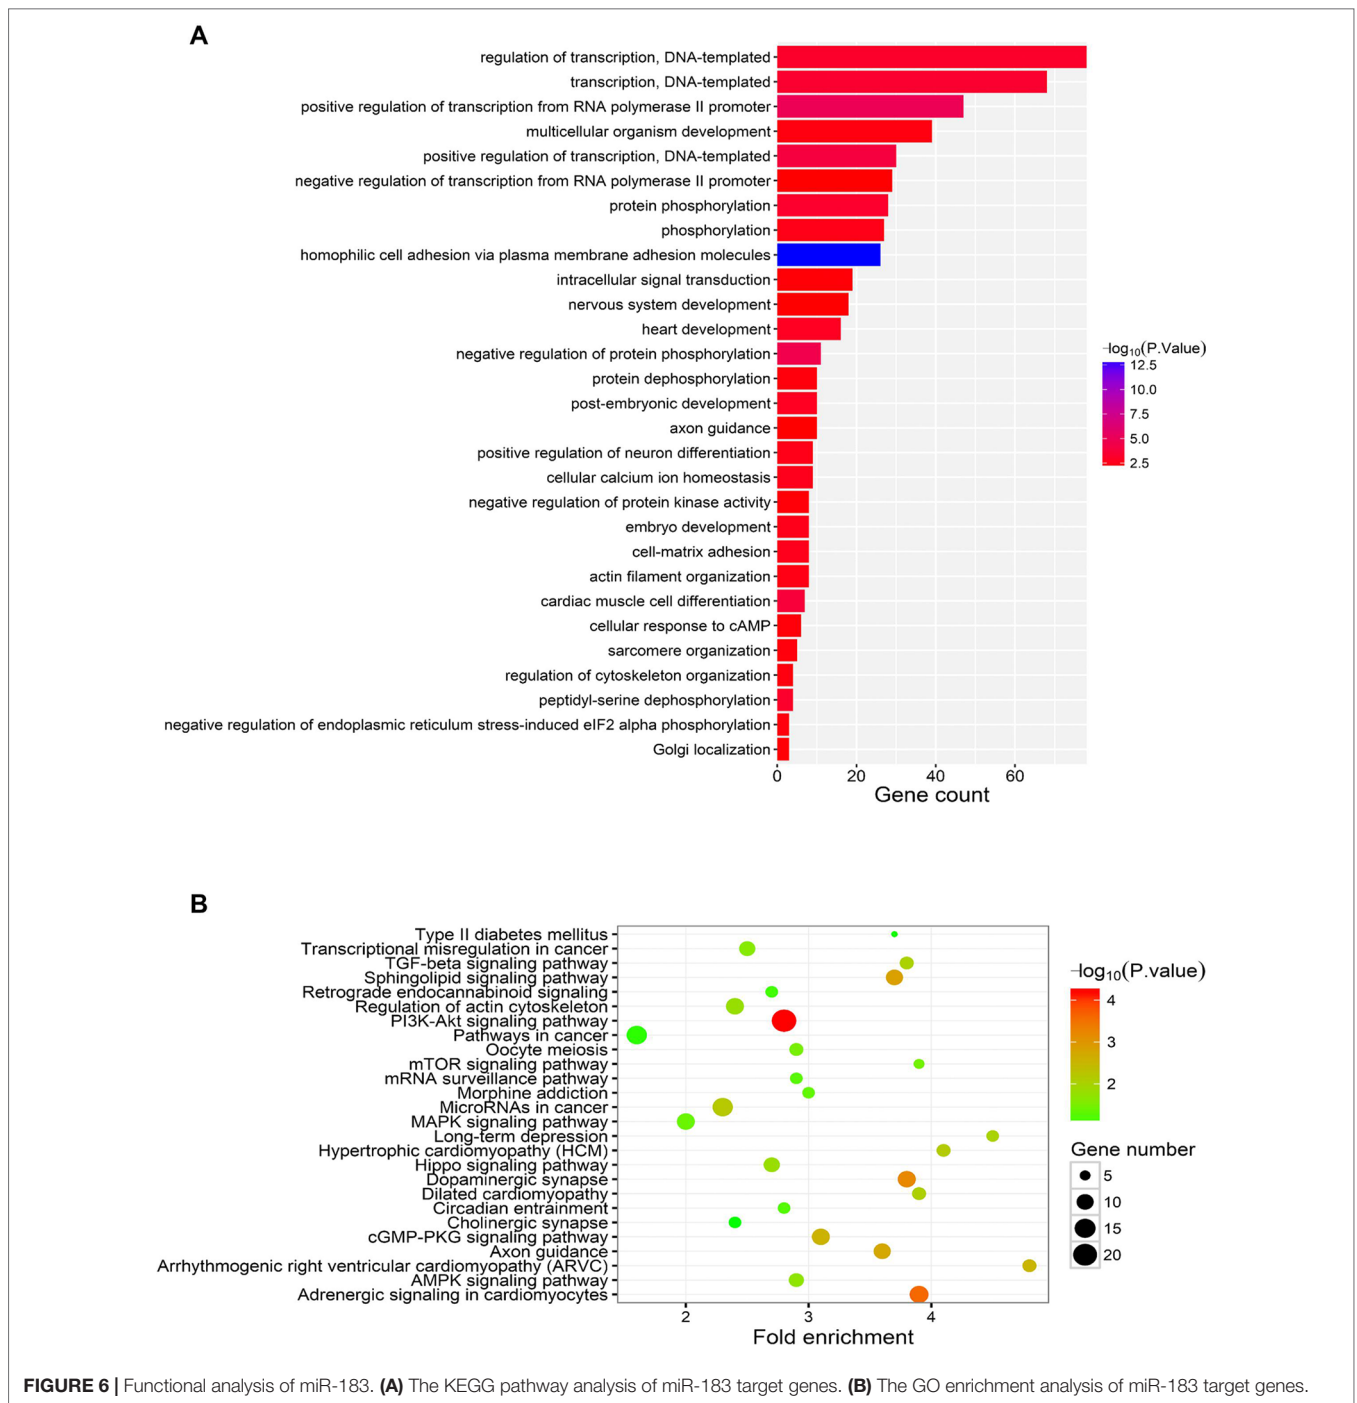 A
regulation of transcription, DNA-templated
transcription, DNA-templated
positive regulation of transcription from RNA polymerase II promoter
multicellular organism development
positive regulation of transcription, DNA-templated
negative regulation of transcription from RNA polymerase II promoter
protein phosphorylation
phosphorylation
homophilic cell adhesion via plasma membrane adhesion molecules
intracellular signal transduction
nervous system development
heart development
negative regulation of protein phosphorylation
protein dephosphorylation
post-embryonic development
axon guidance
positive regulation of neuron differentiation
cellular calcium ion homeostasis
negative regulation of protein kinase activity
embryo development
cell-matrix adhesion
actin filament organization
cardiac muscle cell differentiation
cellular response to cAMP
sarcomere organization
regulation of cytoskeleton organization
peptidyl-serine dephosphorylation
negative regulation of endoplasmic reticulum stress-induced eIF2 alpha phosphorylation
Golgi localization
0 20 40 60
Gene count
−log10(P.Value)
12.5
10.0
7.5
5.0
2.5
B
Type II diabetes mellitus
Transcriptional misregulation in cancer
TGF-beta signaling pathway
Sphingolipid signaling pathway
Retrograde endocannabinoid signaling
Regulation of actin cytoskeleton
PI3K-Akt signaling pathway
Pathways in cancer
Oocyte meiosis
mTOR signaling pathway
mRNA surveillance pathway
Morphine addiction
MicroRNAs in cancer
MAPK signaling pathway
Long-term depression
Hypertrophic cardiomyopathy (HCM)
Hippo signaling pathway
Dopaminergic synapse
Dilated cardiomyopathy
Circadian entrainment
Cholinergic synapse
cGMP-PKG signaling pathway
Axon guidance
Arrhythmogenic right ventricular cardiomyopathy (ARVC)
AMPK signaling pathway
Adrenergic signaling in cardiomyocytes
2 3 4
Fold enrichment
−log10(P.value)
4
3
2
Gene number
5
10
15
20
FIGURE 6 | Functional analysis of miR-183. (A) The KEGG pathway analysis of miR-183 target genes. (B) The GO enrichment analysis of miR-183 target genes.